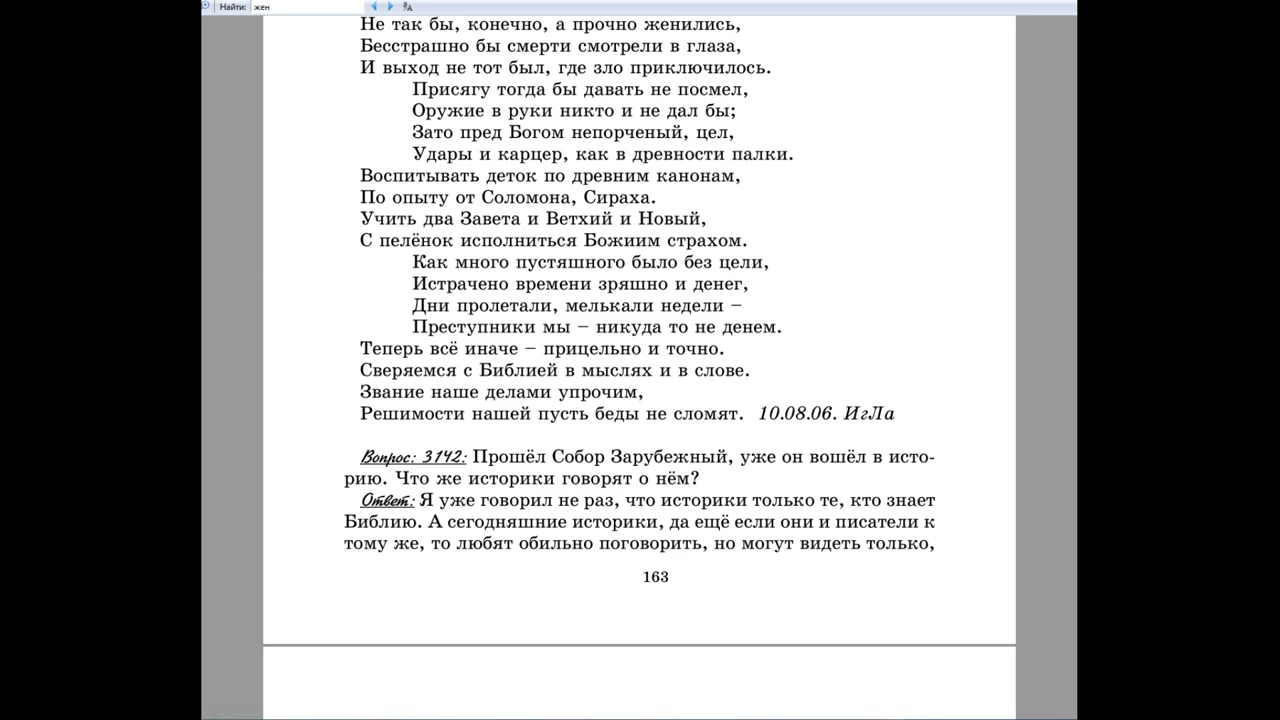 Найти: жен
Не так бы, конечно, а прочно женились,
Бесстрашно бы смерти смотрели в глаза,
И выход не тот был, где зло приключилось.
Присягу тогда бы давать не посмел,
Оружие в руки никто и не дал бы;
Зато пред Богом непорченый, цел,
Удары и карцер, как в древности палки.
Воспитывать деток по древним канонам,
По опыту от Соломона, Сираха.
Учить два Завета и Ветхий и Новый,
С пелёнок исполниться Божиим страхом.
Как много пустяшного было без цели,
Истрачено времени зряшно и денег,
Дни пролетали, мелькали недели –
Преступники мы – никуда то не денем.
Теперь всё иначе – прицельно и точно.
Сверяемся с Библией в мыслях и в слове.
Звание наше делами упрочим,
Решимости нашей пусть беды не сломят. 10.08.06. ИгЛа
Вопрос: 3142: Прошёл Собор Зарубежный, уже он вошёл в исто-
рию. Что же историки говорят о нём?
Ответ: Я уже говорил не раз, что историки только те, кто знает
Библию. А сегодняшние историки, да ещё если они и писатели к
тому же, то любят обильно поговорить, но могут видеть только,
163